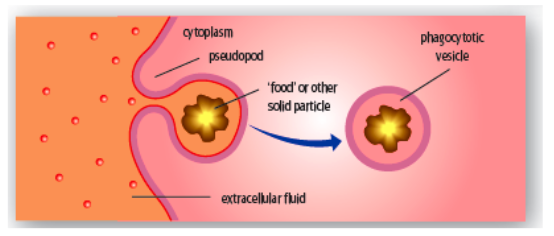 cytoplasm
pseudopod
phagocytotic
vesicle
'food' or other
solid particle
extracellular fluid